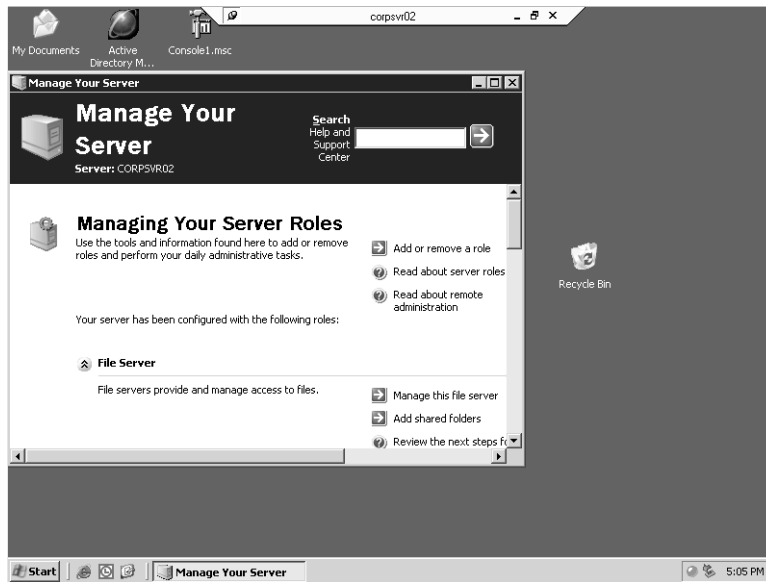 corpsvr02
My Documents
Active
Directory M...
Console1.msc
Manage Your Server
Manage Your
Server
Server: CORPSVR02
Search
Help and
Support
Center
Managing Your Server Roles
Use the tools and information found here to add or remove
roles and perform your daily administrative tasks.
Add or remove a role
Read about server roles
Read about remote
administration
Your server has been configured with the following roles:
File Server
File servers provide and manage access to files.
Manage this file server
Add shared folders
Review the next steps fo
Recycle Bin
Start
Manage Your Server
5:05 PM